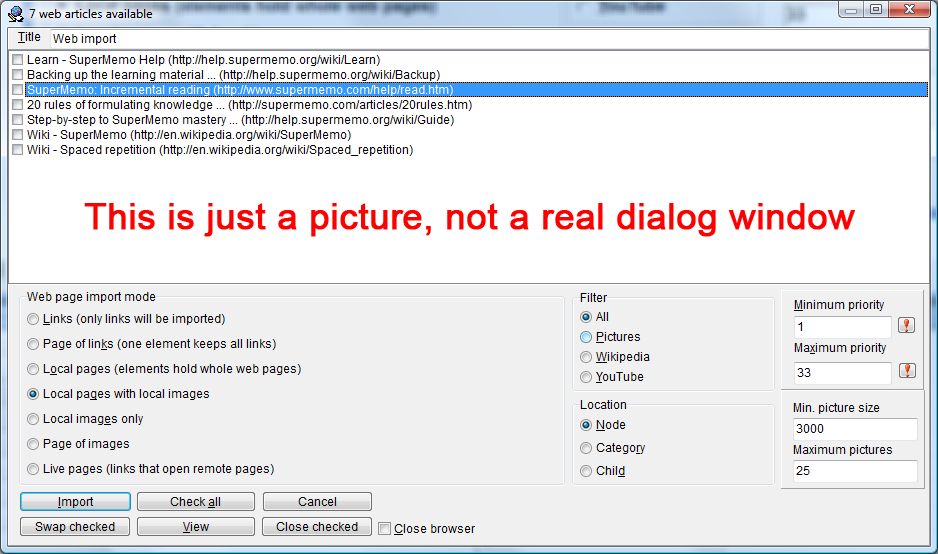 7 web articles available
Title Web import
Learn - SuperMemo Help (http://help.supermemo.org/wiki/Learn)
Backing up the learning material ... (http://help.supermemo.org/wiki/Backup)
SuperMemo: Incremental reading (http://www.supermemo.com/help/read.htm)
20 rules of formulating knowledge ... (http://supermemo.com/articles/20rules.htm)
Step-by-step to SuperMemo mastery ... (http://help.supermemo.org/wiki/Guide)
Wiki - SuperMemo (http://en.wikipedia.org/wiki/SuperMemo)
Wiki - Spaced repetition (http://en.wikipedia.org/wiki/Spaced_repetition)
This is just a picture, not a real dialog window
Web page import mode
Links (only links will be imported)
Page of links (one element keeps all links)
Local pages (elements hold whole web pages)
Local pages with local images
Local images only
Page of images
Live pages (links that open remote pages)
Filter
All
Pictures
Wikipedia
YouTube
Location
Node
Category
Child
Minimum priority
1
Maximum priority
33
Min. picture size
3000
Maximum pictures
25
Import Check all Cancel
Swap checked View Close checked Close browser